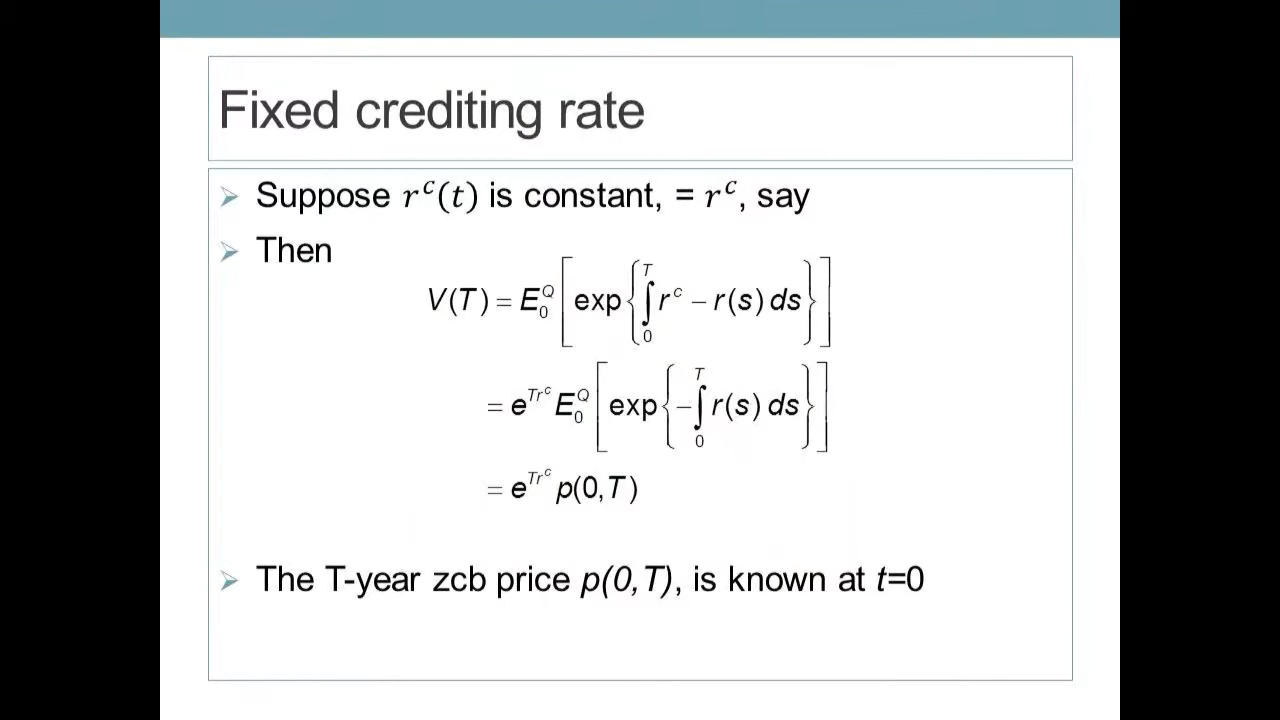 Fixed crediting rate
➢ Suppose r^c(t) is constant, = r^c, say
➢ Then
V(T) = E_0^Q [exp{∫_0^T r^c − r(s) ds}]
= e^{Tr^c} E_0^Q [exp{−∫_0^T r(s) ds}]
= e^{Tr^c} p(0,T)
➢ The T-year zcb price p(0,T), is known at t=0